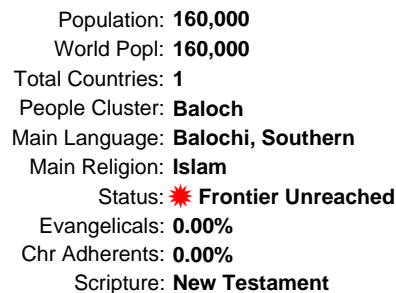 Population: 160,000
World Popl: 160,000
Total Countries: 1
People Cluster: Baloch
Main Language: Balochi, Southern
Main Religion: Islam
Status: Frontier Unreached
Evangelicals: 0.00%
Chr Adherents: 0.00%
Scripture: New Testament